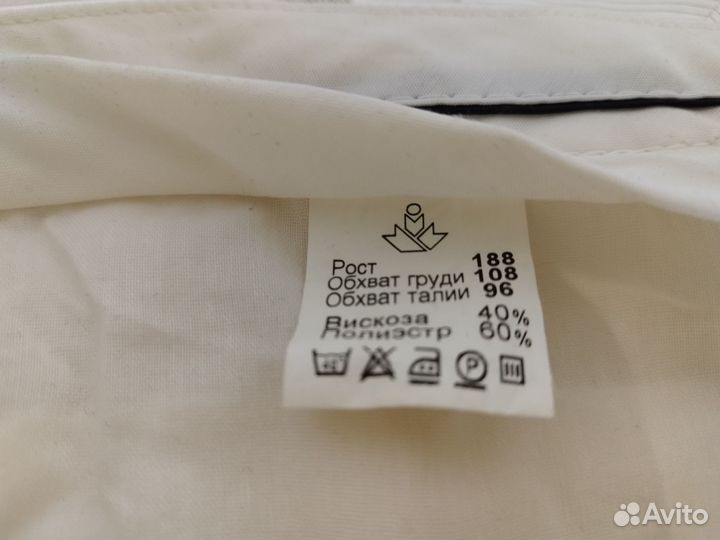 Рост 188
Обхват груди 108
Обхват талии 96
Вискоза 40%
Полиэстр 60%
P
Avito